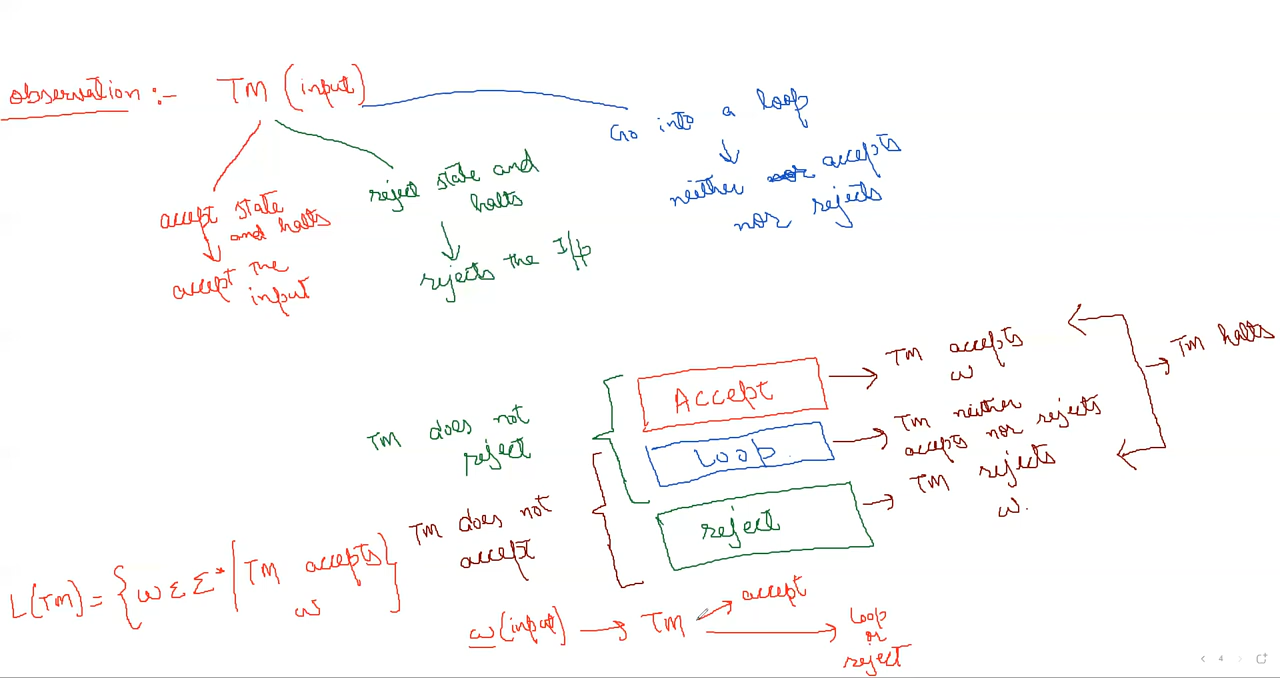 observation :- TM (input)
Go into a loop
neither accepts
nor rejects
reject state and
halts
rejects the I/p
accept state
and halts
accept the
input
TM halts
Accept
TM accepts
w
TM does not
reject
Loop
TM neither
accepts nor rejects
reject
TM rejects
w.
TM does not
accept
L(TM) = { w ε Σ* | TM accepts w }
w (input) → TM
accept
Loop
or
reject
4